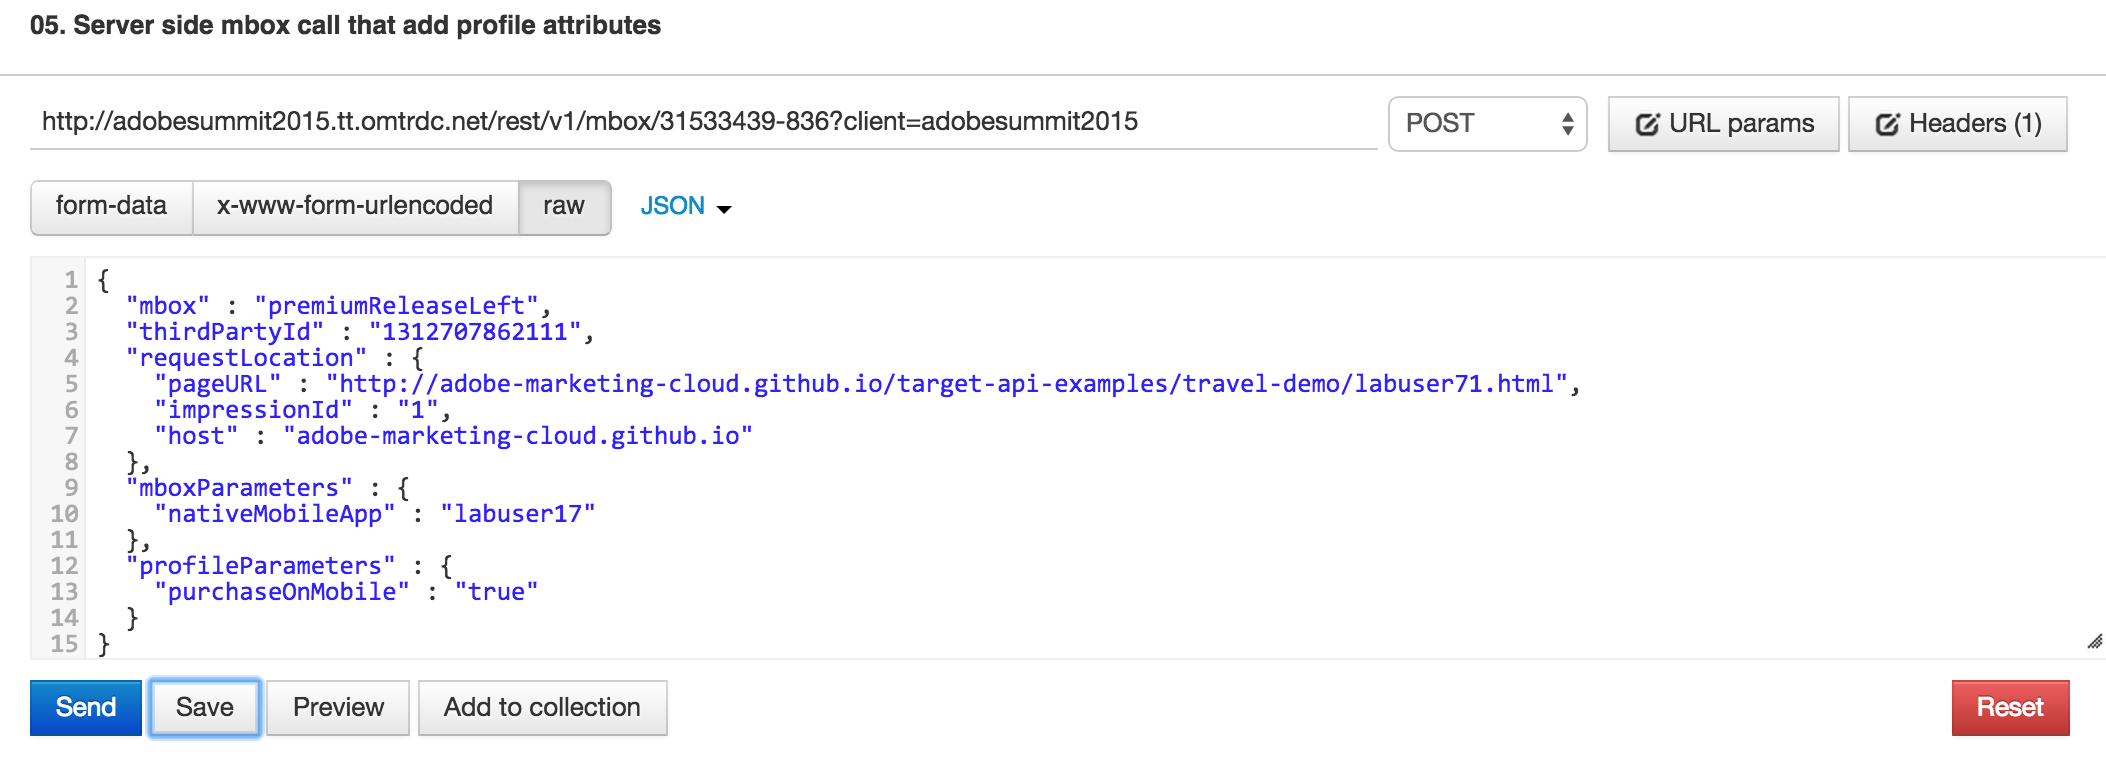 05. Server side mbox call that add profile attributes
http://adobesummit2015.tt.omtrdc.net/rest/v1/mbox/31533439-836?client=adobesummit2015 POST URL params Headers (1)
form-data x-www-form-urlencoded raw JSON
1 {
2 "mbox" : "premiumReleaseLeft",
3 "thirdPartyId" : "1312707862111",
4 "requestLocation" : {
5 "pageURL" : "http://adobe-marketing-cloud.github.io/target-api-examples/travel-demo/labuser71.html",
6 "impressionId" : "1",
7 "host" : "adobe-marketing-cloud.github.io"
8 },
9 "mboxParameters" : {
10 "nativeMobileApp" : "labuser17"
11 },
12 "profileParameters" : {
13 "purchaseOnMobile" : "true"
14 }
15 }
Send Save Preview Add to collection Reset